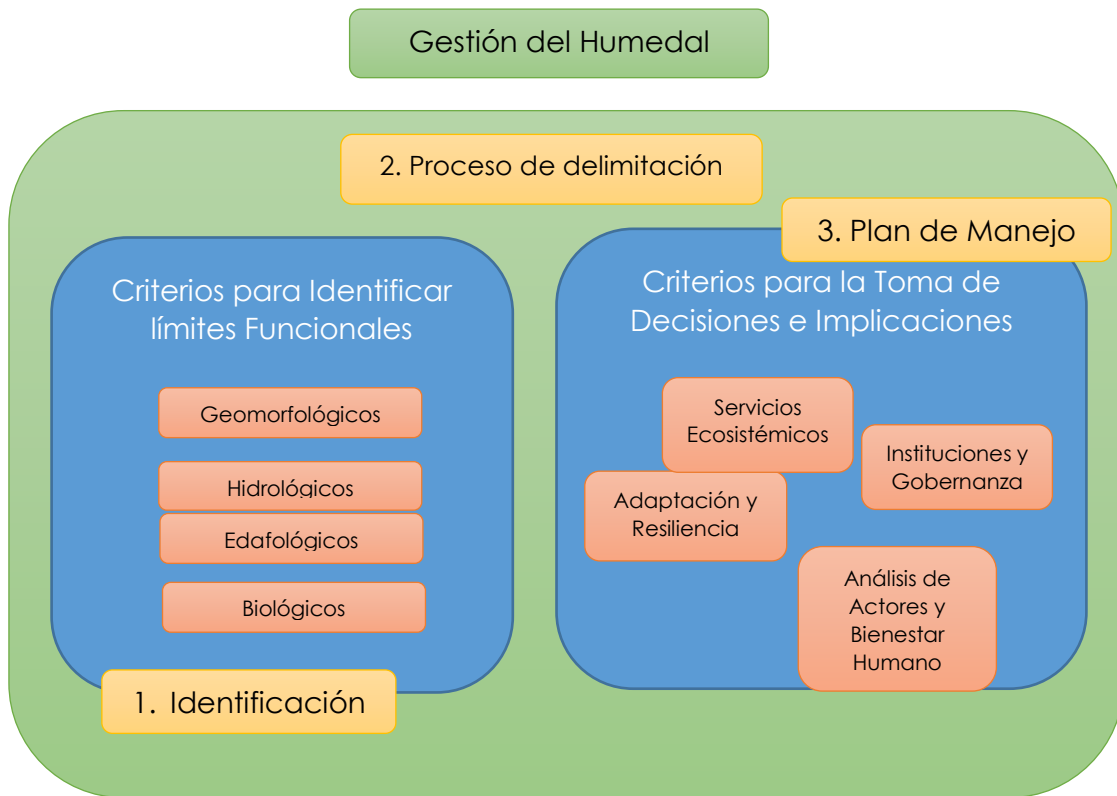 Gestión del Humedal
2. Proceso de delimitación
3. Plan de Manejo
Criterios para Identificar
límites Funcionales
Geomorfológicos
Hidrológicos
Edafológicos
Biológicos
1. Identificación
Criterios para la Toma de
Decisiones e Implicaciones
Servicios
Ecosistémicos
Instituciones y
Gobernanza
Adaptación y
Resiliencia
Análisis de
Actores y
Bienestar
Humano